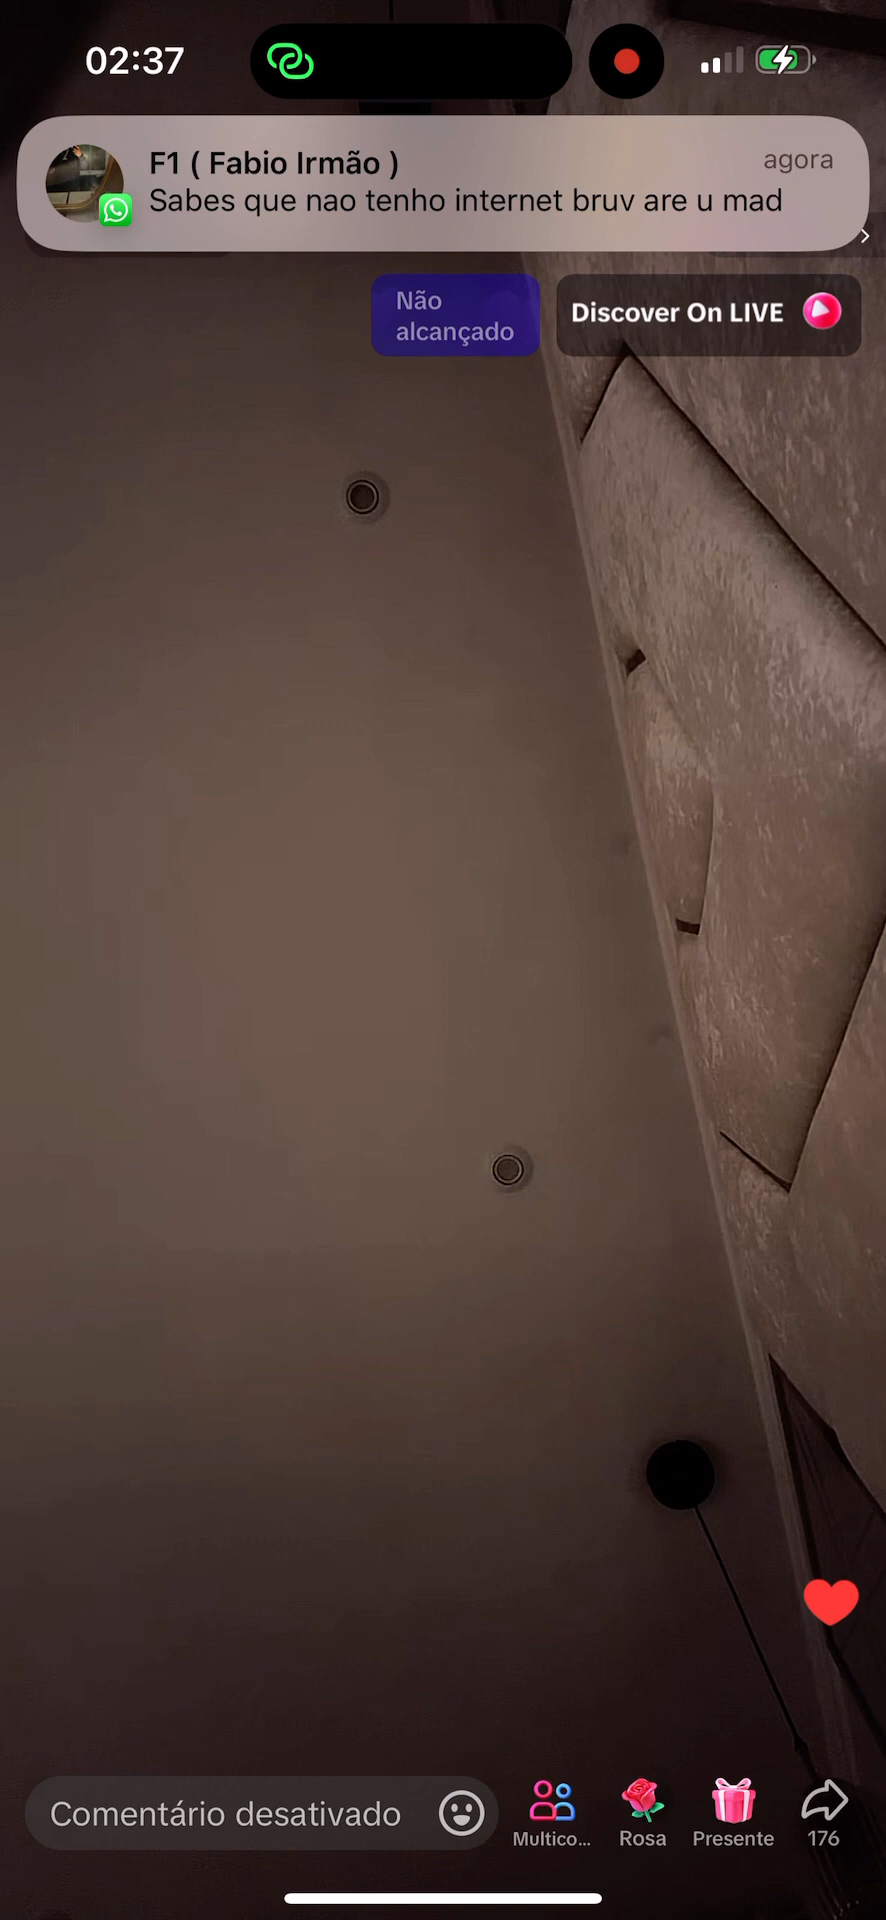 02:37
F1 ( Fabio Irmão )
agora
Sabes que nao tenho internet bruv are u mad
Não
alcançado
Discover On LIVE
Comentário desativado
Multico...
Rosa
Presente
176